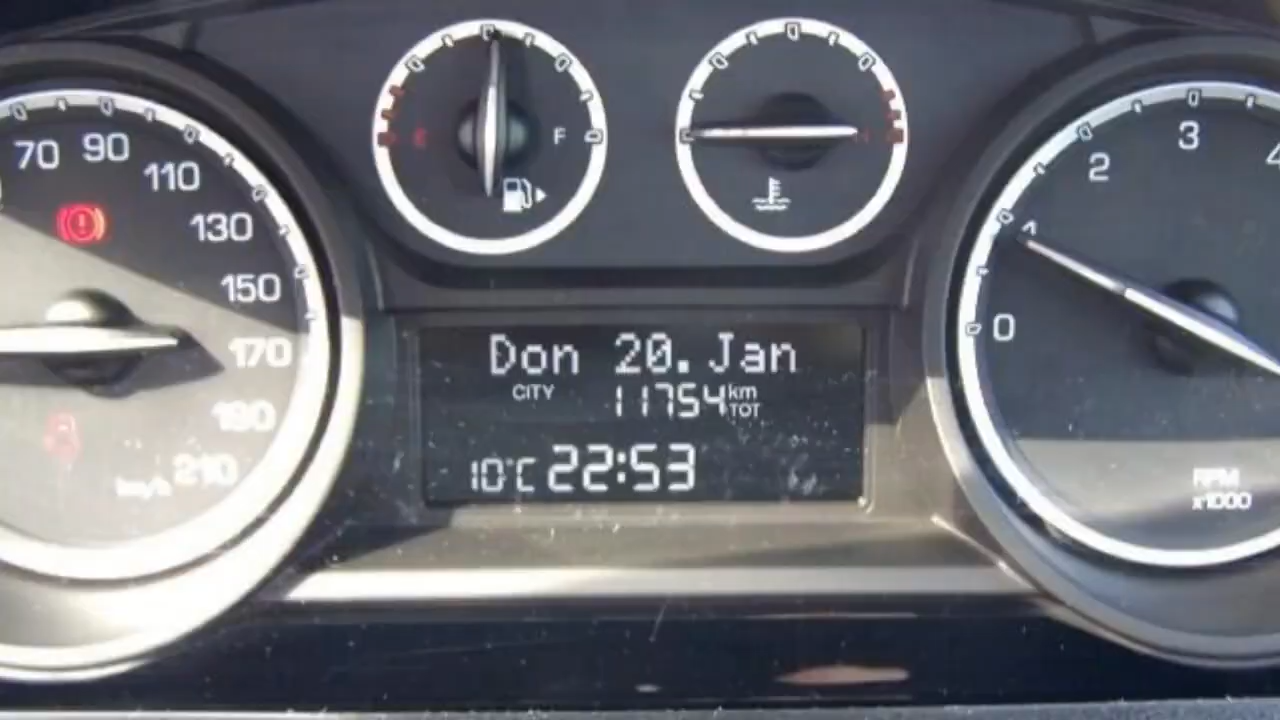 70 90
110
130
150
170
190
km/h 210
E F
0 1 2 3 4
RPM
x1000
Don 20. Jan
CITY 11754 km
TOT
10°C 22:53